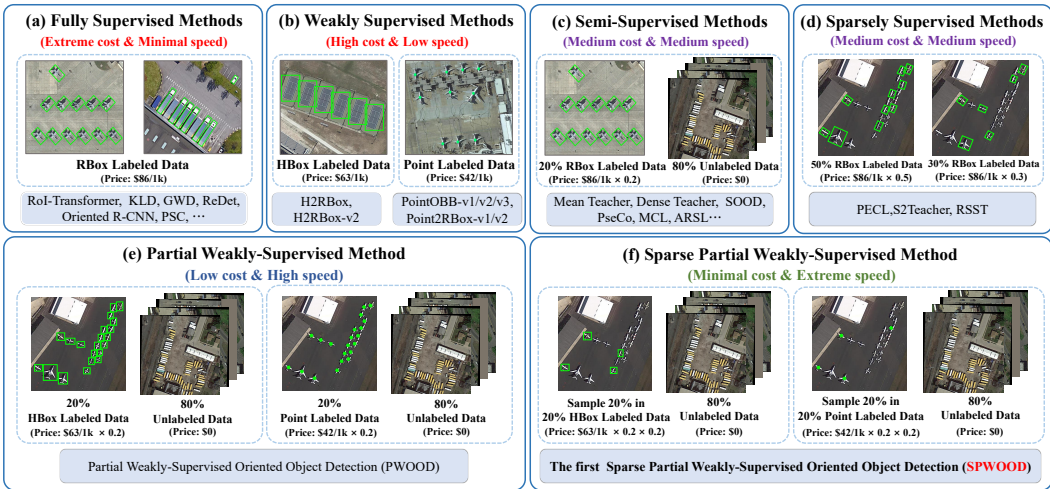 (a) Fully Supervised Methods
(Extreme cost & Minimal speed)
RBox Labeled Data
(Price: $86/1k)
RoI-Transformer, KLD, GWD, ReDet,
Oriented R-CNN, PSC, ···
(b) Weakly Supervised Methods
(High cost & Low speed)
HBox Labeled Data
(Price: $63/1k)
Point Labeled Data
(Price: $42/1k)
H2RBox,
H2RBox-v2
PointOBB-v1/v2/v3,
Point2RBox-v1/v2
(c) Semi-Supervised Methods
(Medium cost & Medium speed)
20% RBox Labeled Data
(Price: $86/1k × 0.2)
80% Unlabeled Data
(Price: $0)
Mean Teacher, Dense Teacher, SOOD,
PseCo, MCL, ARSL···
(d) Sparsely Supervised Methods
(Medium cost & Medium speed)
50% RBox Labeled Data
(Price: $86/1k × 0.5)
30% RBox Labeled Data
(Price: $86/1k × 0.3)
PECL,S2Teacher, RSST
(e) Partial Weakly-Supervised Method
(Low cost & High speed)
20%
HBox Labeled Data
(Price: $63/1k × 0.2)
80%
Unlabeled Data
(Price: $0)
20%
Point Labeled Data
(Price: $42/1k × 0.2)
80%
Unlabeled Data
(Price: $0)
Partial Weakly-Supervised Oriented Object Detection (PWOOD)
(f) Sparse Partial Weakly-Supervised Method
(Minimal cost & Extreme speed)
Sample 20% in
20% HBox Labeled Data
(Price: $63/1k × 0.2 × 0.2)
80%
Unlabeled Data
(Price: $0)
Sample 20% in
20% Point Labeled Data
(Price: $42/1k × 0.2 × 0.2)
80%
Unlabeled Data
(Price: $0)
The first Sparse Partial Weakly-Supervised Oriented Object Detection (SPWOOD)